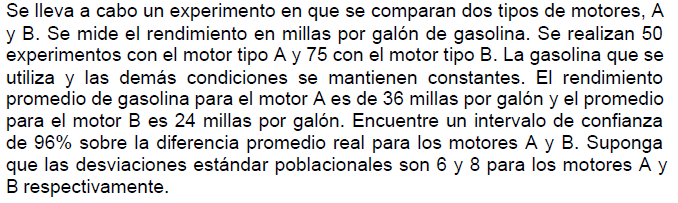 Se lleva a cabo un experimento en que se comparan dos tipos de motores, A
y B. Se mide el rendimiento en millas por galón de gasolina. Se realizan 50
experimentos con el motor tipo A y 75 con el motor tipo B. La gasolina que se
utiliza y las demás condiciones se mantienen constantes. El rendimiento
promedio de gasolina para el motor A es de 36 millas por galón y el promedio
para el motor B es 24 millas por galón. Encuentre un intervalo de confianza
de 96% sobre la diferencia promedio real para los motores A y B. Suponga
que las desviaciones estándar poblacionales son 6 y 8 para los motores A y
B respectivamente.